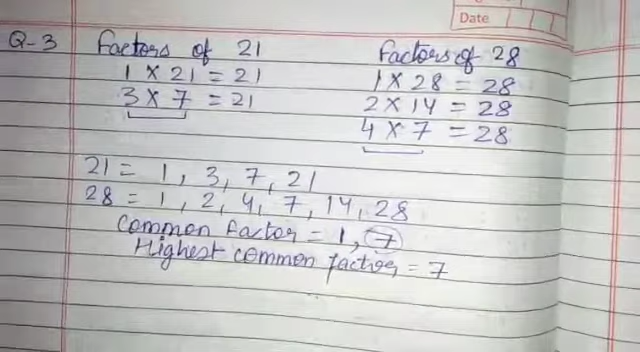 Date
Q-3 Factors of 21 Factors of 28
1 X 21 = 21 1 X 28 = 28
3 X 7 = 21 2 X 14 = 28
4 X 7 = 28
21 = 1, 3, 7, 21
28 = 1, 2, 4, 7, 14, 28
Common factor = 1, 7
Highest common factor = 7